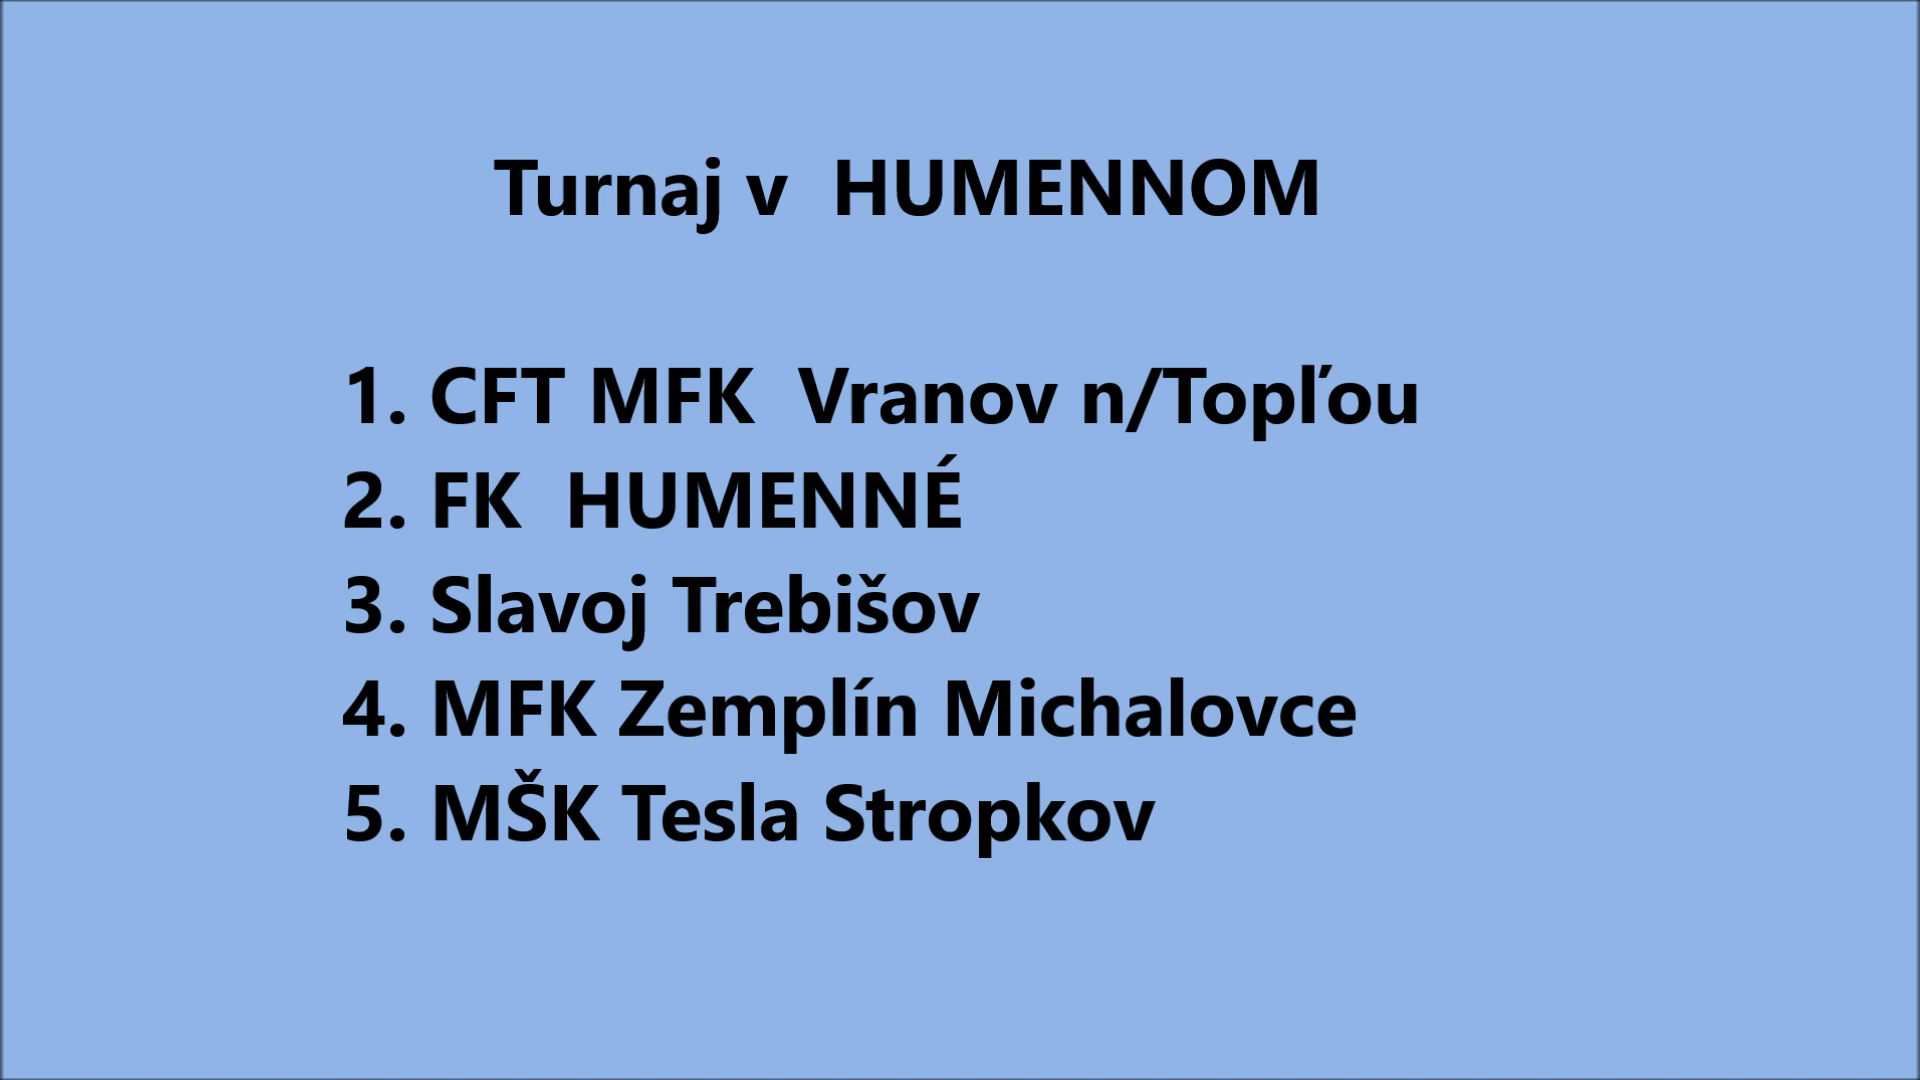 Turnaj v HUMENNOM
1. CFT MFK Vranov n/Topľou
2. FK HUMENNÉ
3. Slavoj Trebišov
4. MFK Zemplín Michalovce
5. MŠK Tesla Stropkov